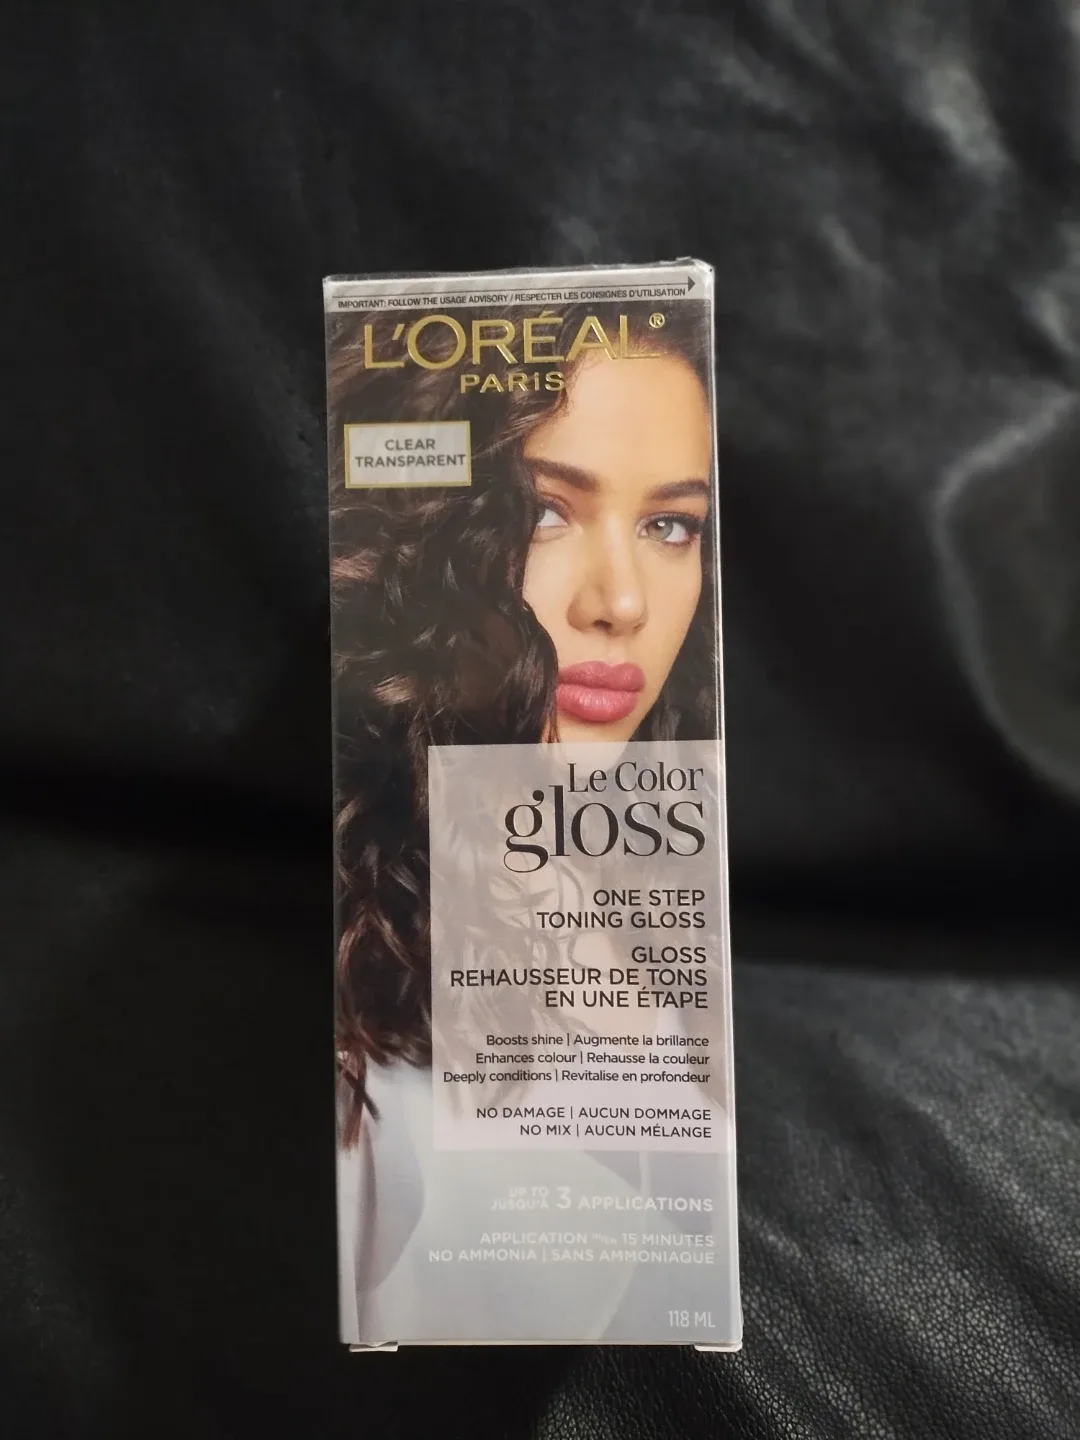 IMPORTANT: FOLLOW THE USAGE ADVISORY / RESPECTER LES CONSIGNES D'UTILISATION
L'ORÉAL®
PARIS
CLEAR
TRANSPARENT
Le Color
gloss
ONE STEP
TONING GLOSS
GLOSS
REHAUSSEUR DE TONS
EN UNE ÉTAPE
Boosts shine | Augmente la brillance
Enhances colour | Rehausse la couleur
Deeply conditions | Revitalise en profondeur
NO DAMAGE | AUCUN DOMMAGE
NO MIX | AUCUN MÉLANGE
UP TO
JUSQU'À 3 APPLICATIONS
APPLICATION IN/EN 15 MINUTES
NO AMMONIA | SANS AMMONIAQUE
118 ML